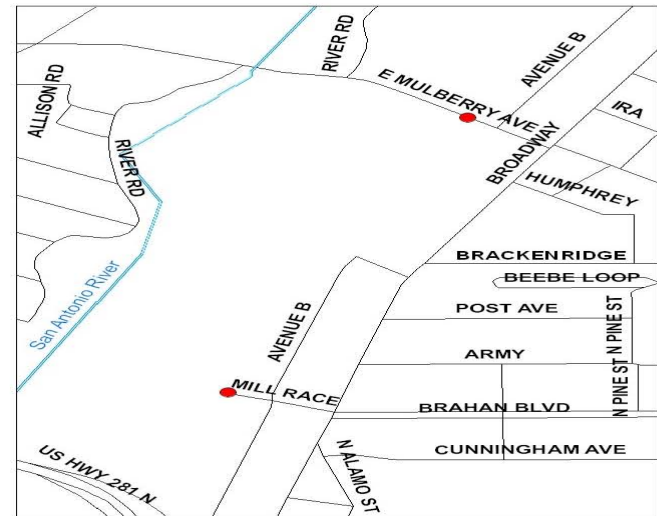 RIVER RD
AVENUE B
ALLISON RD
E MULBERRY AVE
IRA
RIVER RD
BROADWAY
HUMPHREY
BRACKENRIDGE
BEEBE LOOP
San Antonio River
AVENUE B
POST AVE
N PINE ST
ARMY
MILL RACE
N PINE ST
BRAHAN BLVD
CUNNINGHAM AVE
US HWY 281 N
N ALAMO ST